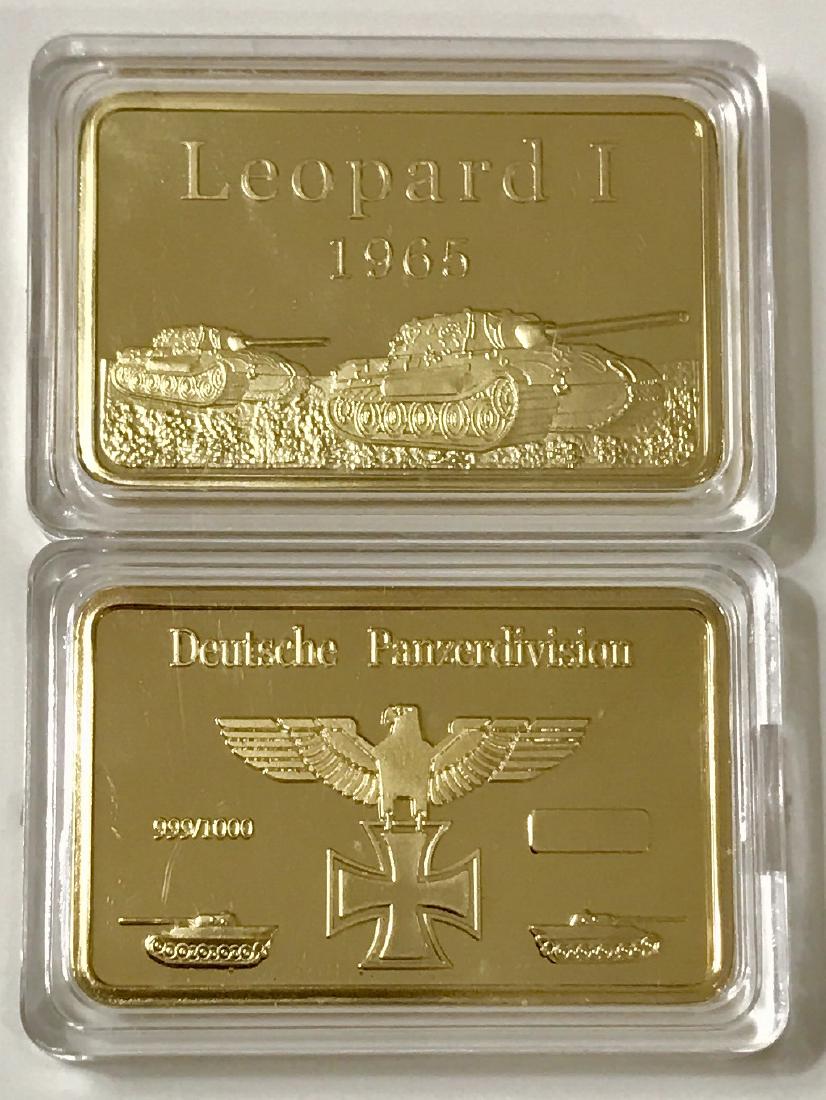 Leopard I
1965
Deutsche Panzerdivision
999/1000